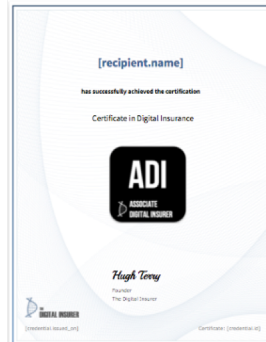 [recipient.name]
has successfully achieved the certification
Certificate in Digital Insurance
ADI
ASSOCIATE
DIGITAL INSURER
Hugh Terry
Founder
The Digital Insurer
THE
DIGITAL INSURER
[credential.issued_on]
Certificate: [credential.id]